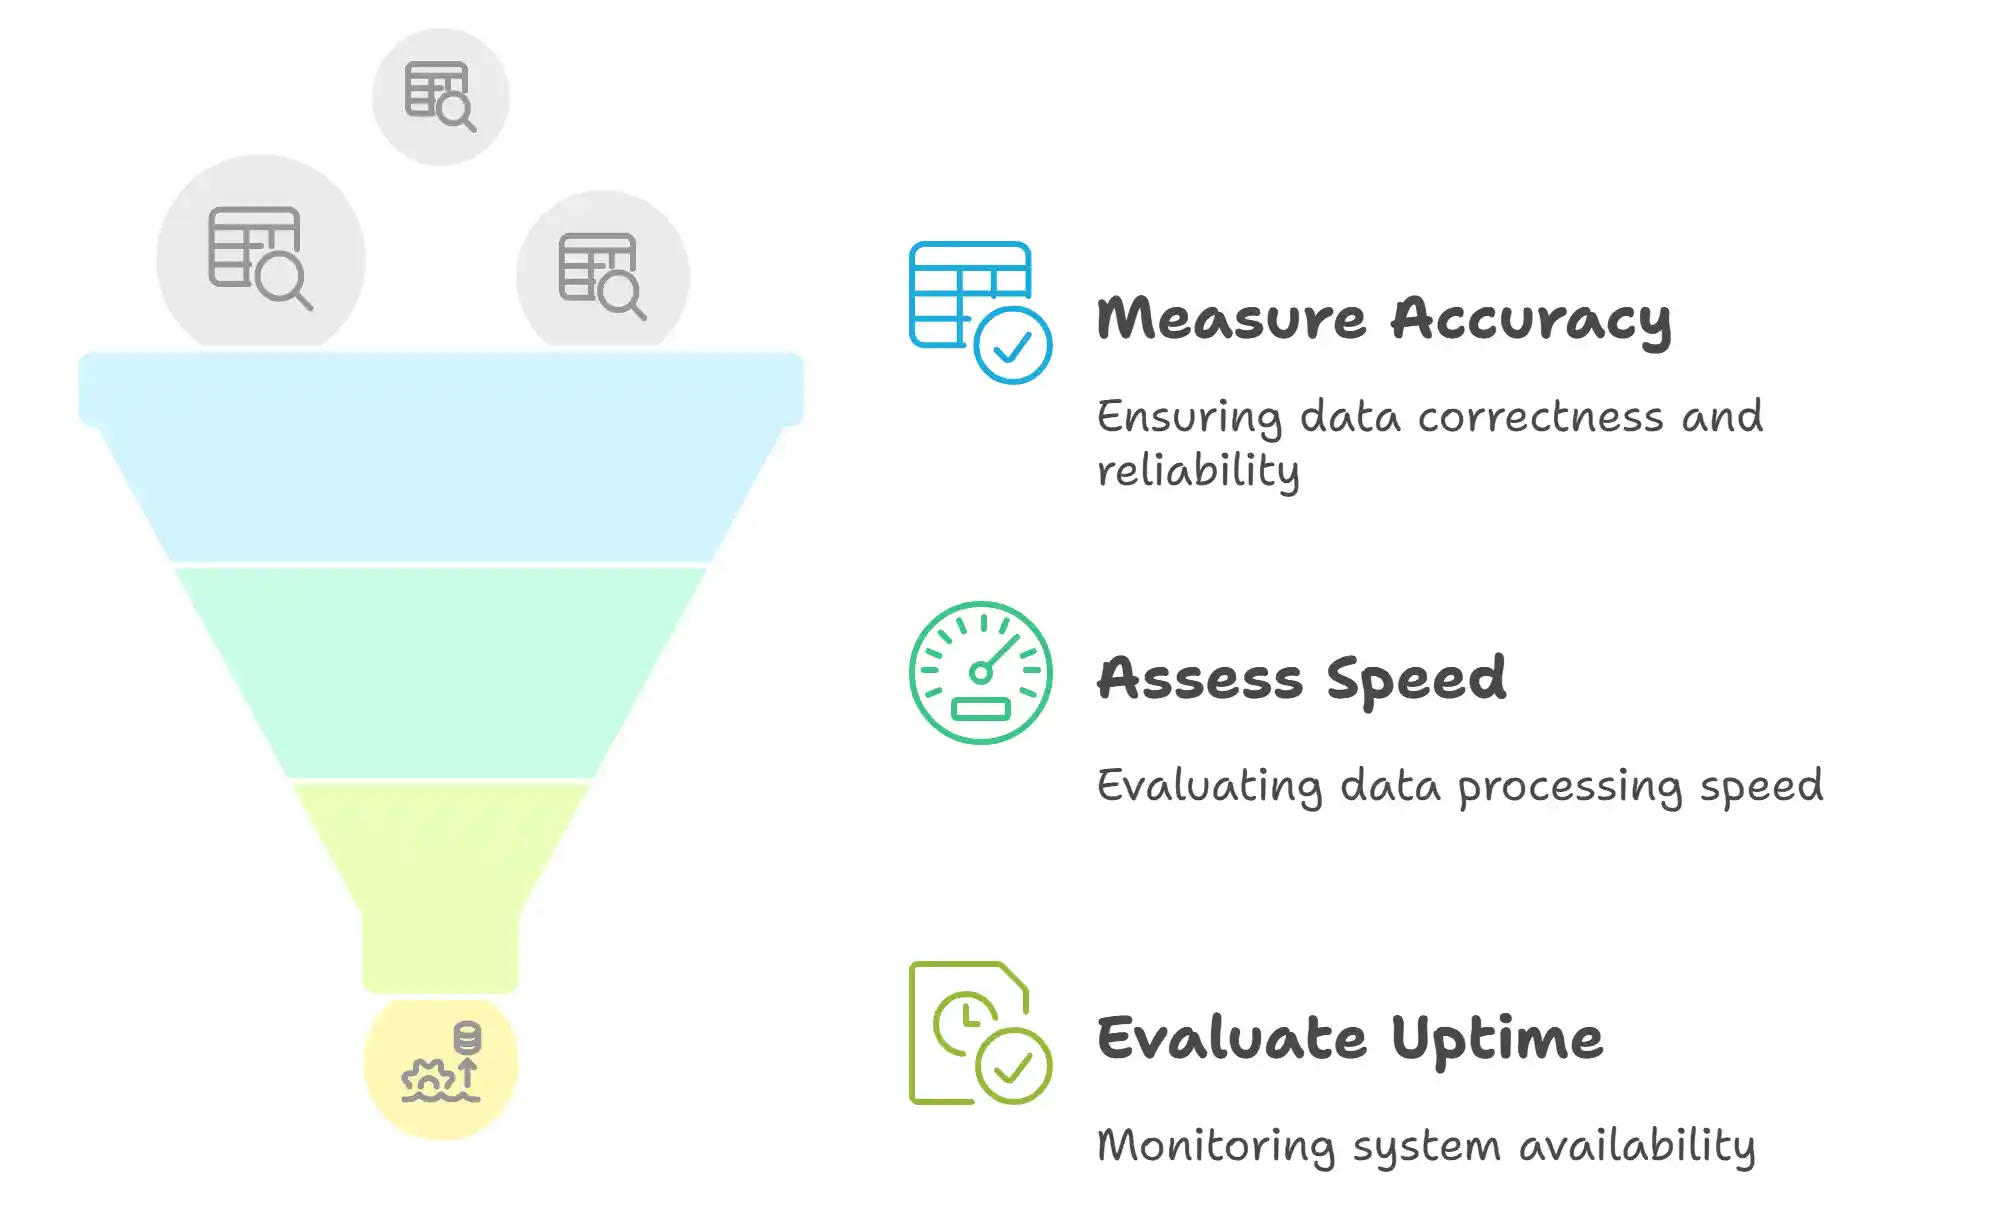 Measure Accuracy
Ensuring data correctness and
reliability
Assess Speed
Evaluating data processing speed
Evaluate Uptime
Monitoring system availability